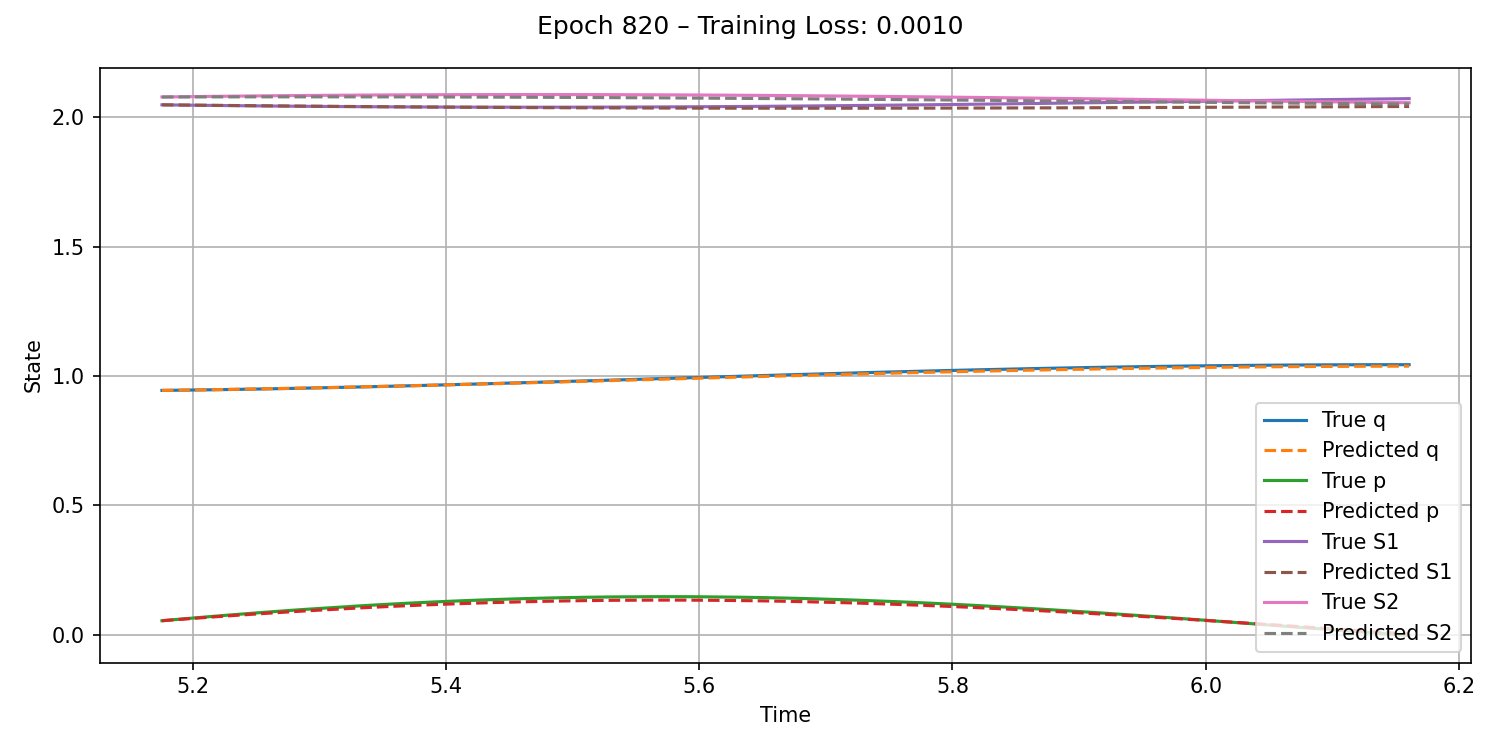 Epoch 820 – Training Loss: 0.0010
State
2.0
1.5
1.0
0.5
0.0
True q
Predicted q
True p
Predicted p
True S1
Predicted S1
True S2
Predicted S2
5.2 5.4 5.6 5.8 6.0 6.2
Time